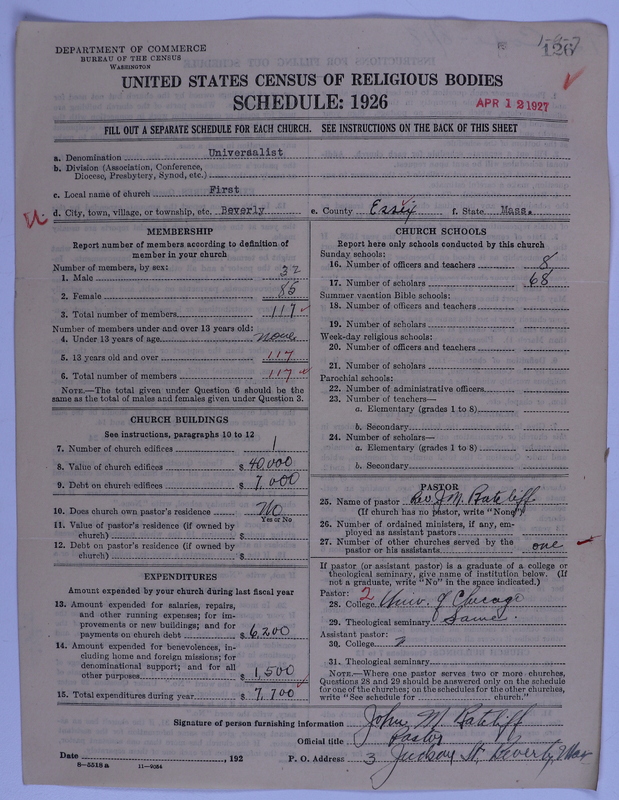 DEPARTMENT OF COMMERCE
BUREAU OF THE CENSUS
WASHINGTON
1-4-7
126
UNITED STATES CENSUS OF RELIGIOUS BODIES
SCHEDULE: 1926
APR 12 1927
FILL OUT A SEPARATE SCHEDULE FOR EACH CHURCH. SEE INSTRUCTIONS ON THE BACK OF THIS SHEET
a. Denomination Universalist
b. Division (Association, Conference, Diocese, Presbytery, Synod, etc.)
c. Local name of church First
d. City, town, village, or township, etc. Beverly e. County Essex f. State Mass.
MEMBERSHIP
Report number of members according to definition of
member in your church
Number of members, by sex:
1. Male 32
2. Female 85
3. Total number of members 117
Number of members under and over 13 years old:
4. Under 13 years of age none
5. 13 years old and over 117
6. Total number of members 117
NOTE.—The total given under Question 6 should be
same as the total of males and females given under Question 3.
CHURCH BUILDINGS
See instructions, paragraphs 10 to 12
7. Number of church edifices 1
8. Value of church edifices $ 40,000
9. Debt on church edifices $ 7,000
10. Does church own pastor's residence No
Yes or No
11. Value of pastor's residence (if owned by
church) $
12. Debt on pastor's residence (if owned by
church) $
EXPENDITURES
Amount expended by your church during last fiscal year
13. Amount expended for salaries, repairs,
and other running expenses; for im-
provements or new buildings; and for
payments on church debt $ 6,200
14. Amount expended for benevolences, in-
cluding home and foreign missions; for
denominational support; and for all
other purposes $ 1,500
15. Total expenditures during year $ 7,700
CHURCH SCHOOLS
Report here only schools conducted by this church
Sunday schools:
16. Number of officers and teachers 8
17. Number of scholars 68
Summer vacation Bible schools:
18. Number of officers and teachers
19. Number of scholars
Week-day religious schools:
20. Number of officers and teachers
21. Number of scholars
Parochial schools:
22. Number of administrative officers
23. Number of teachers—
a. Elementary (grades 1 to 8)
b. Secondary
24. Number of scholars—
a. Elementary (grades 1 to 8)
b. Secondary
PASTOR
25. Name of pastor Rev. J. M. Ratcliff
(If church has no pastor, write "None")
26. Number of ordained ministers, if any, em-
ployed as assistant pastors
27. Number of other churches served by the
pastor or his assistants one
If pastor (or assistant pastor) is a graduate of a college or
theological seminary, give name of institution below. (If
not a graduate, write "No" in the space indicated.)
Pastor: 2
28. College Univ. of Chicago
29. Theological seminary Same
Assistant pastor:
30. College
31. Theological seminary
NOTE.—Where one pastor serves two or more churches,
Questions 28 and 29 should be answered only on the schedule
for one of the churches; on the schedules for the other churches,
write "See schedule for church."
Signature of person furnishing information John M. Ratcliff
Official title Pastor
Date , 192 P. O. Address 3 Judson St. Beverly Mass
8-5518a 11-9084